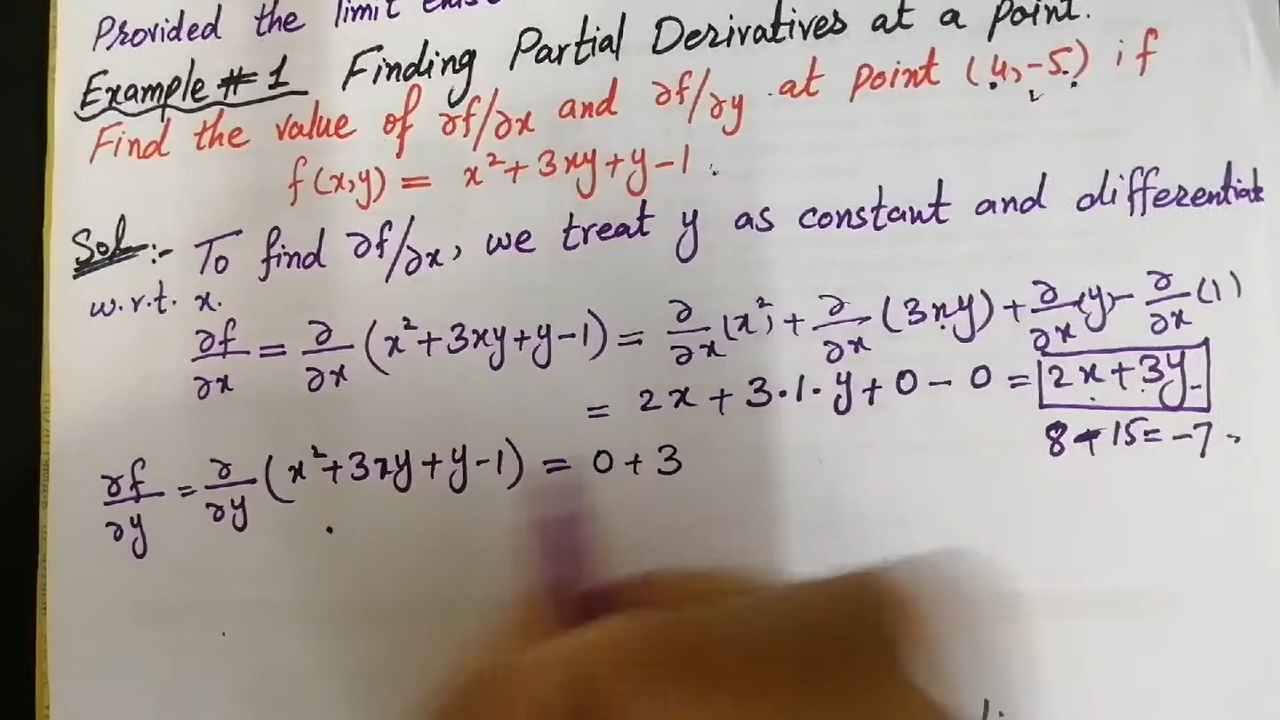 Provided the limit
Example # 1 Finding Partial Derivatives at a point.
Find the value of ∂f/∂x and ∂f/∂y at point (4,-5) if
f(x,y) = x²+3xy+y-1.
Sol:- To find ∂f/∂x, we treat y as constant and differentiate
w.r.t. x.
∂f/∂x = ∂/∂x (x²+3xy+y-1) = ∂/∂x (x²) + ∂/∂x (3xy) + ∂/∂x (y) - ∂/∂x (1)
= 2x + 3·1·y + 0 - 0 = 2x + 3y
8-15=-7
∂f/∂y = ∂/∂y (x²+3xy+y-1) = 0+3